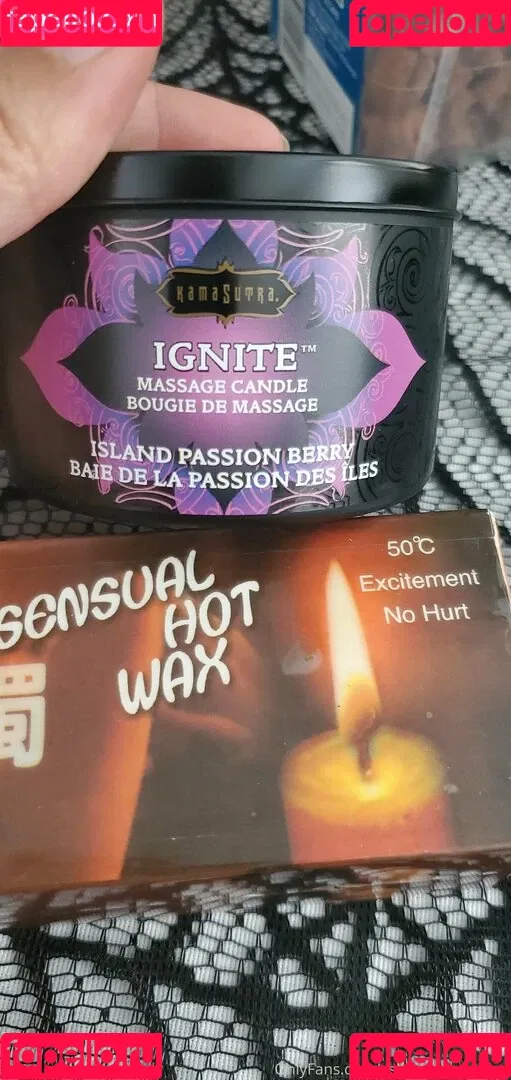 fapello.ru
fapello.ru
KAMASUTRA.
IGNITE™
MASSAGE CANDLE
BOUGIE DE MASSAGE
ISLAND PASSION BERRY
BAIE DE LA PASSION DES ÎLES
SENSUAL
HOT
WAX
50℃
Excitement
No Hurt
fapello.ru
fapello.ru